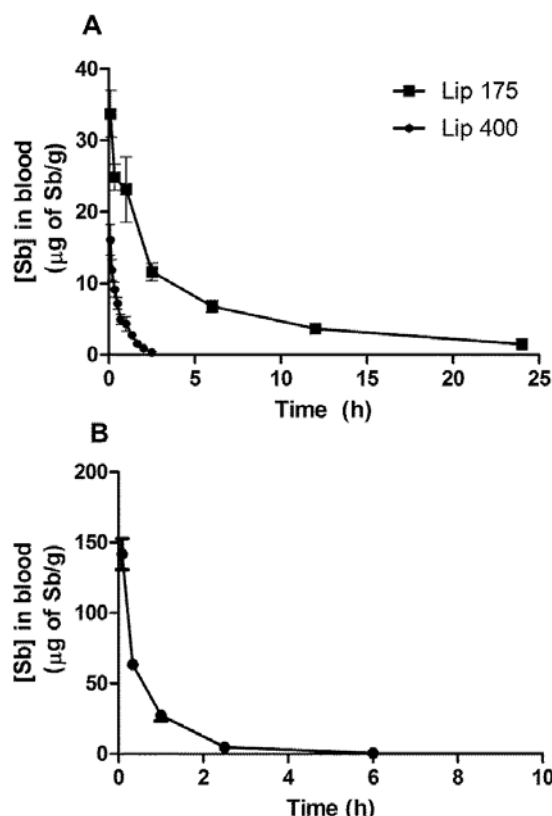 A
Lip 175
Lip 400
[Sb] in blood
(μg of Sb/g)
40
30
20
10
0
0 5 10 15 20 25
Time (h)
B
[Sb] in blood
(μg of Sb/g)
200
150
100
50
0
0 2 4 6 8 10
Time (h)